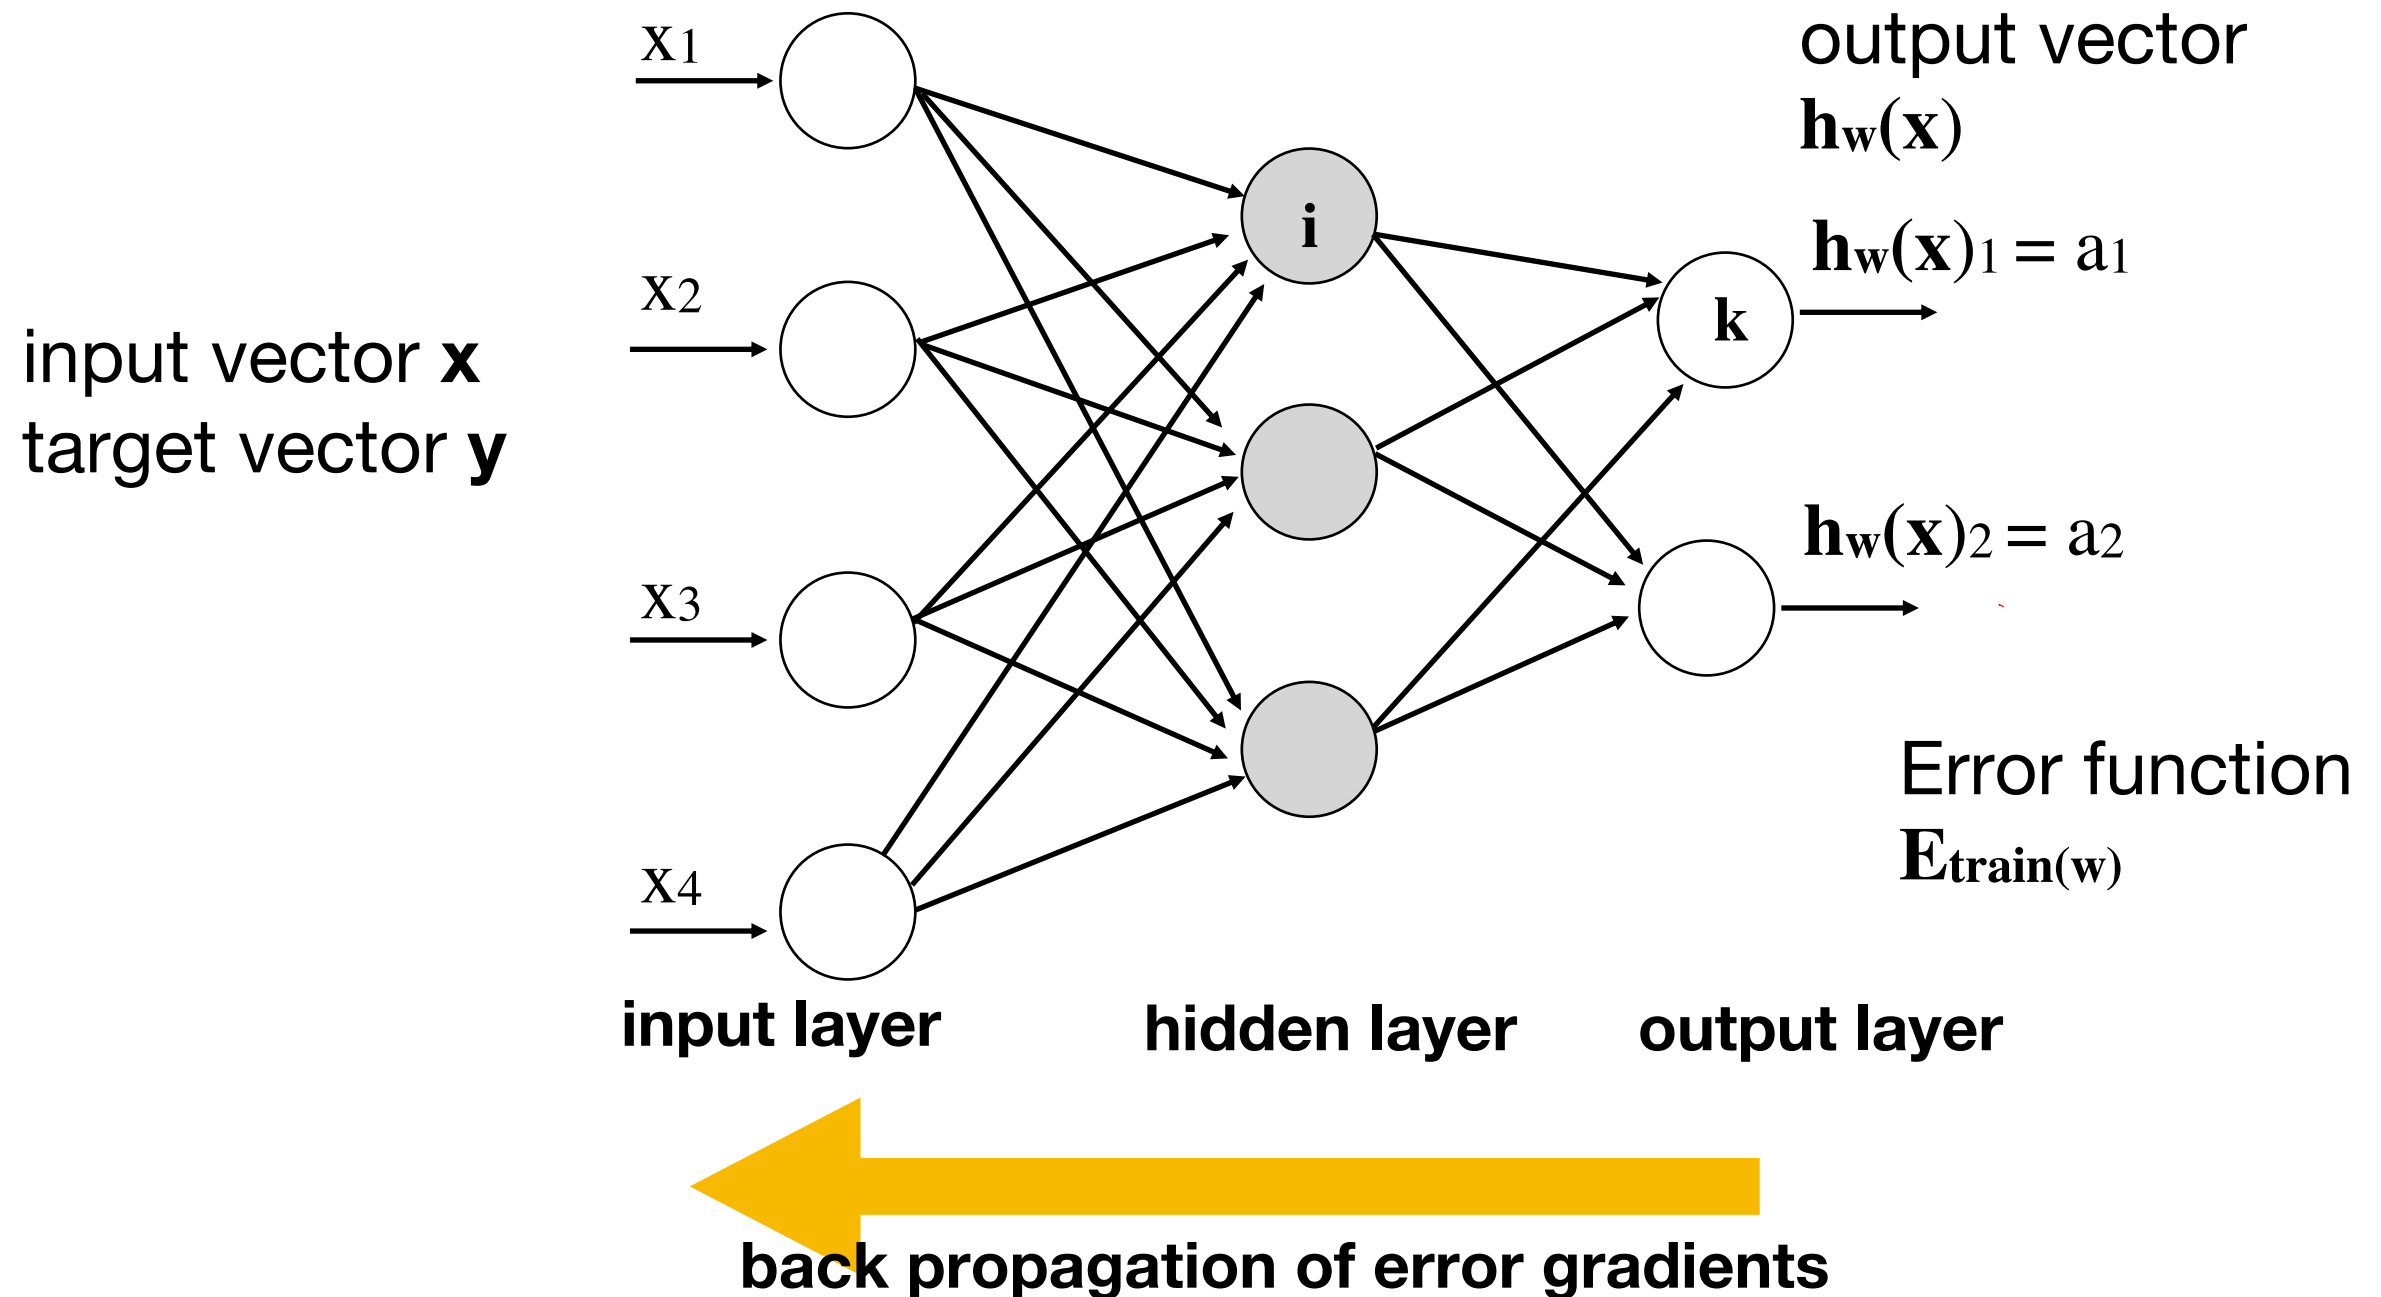 input vector x
target vector y
x1
x2
x3
x4
i
k
output vector
hw(x)
hw(x)1 = a1
hw(x)2 = a2
Error function
Etrain(w)
input layer
hidden layer
output layer
back propagation of error gradients